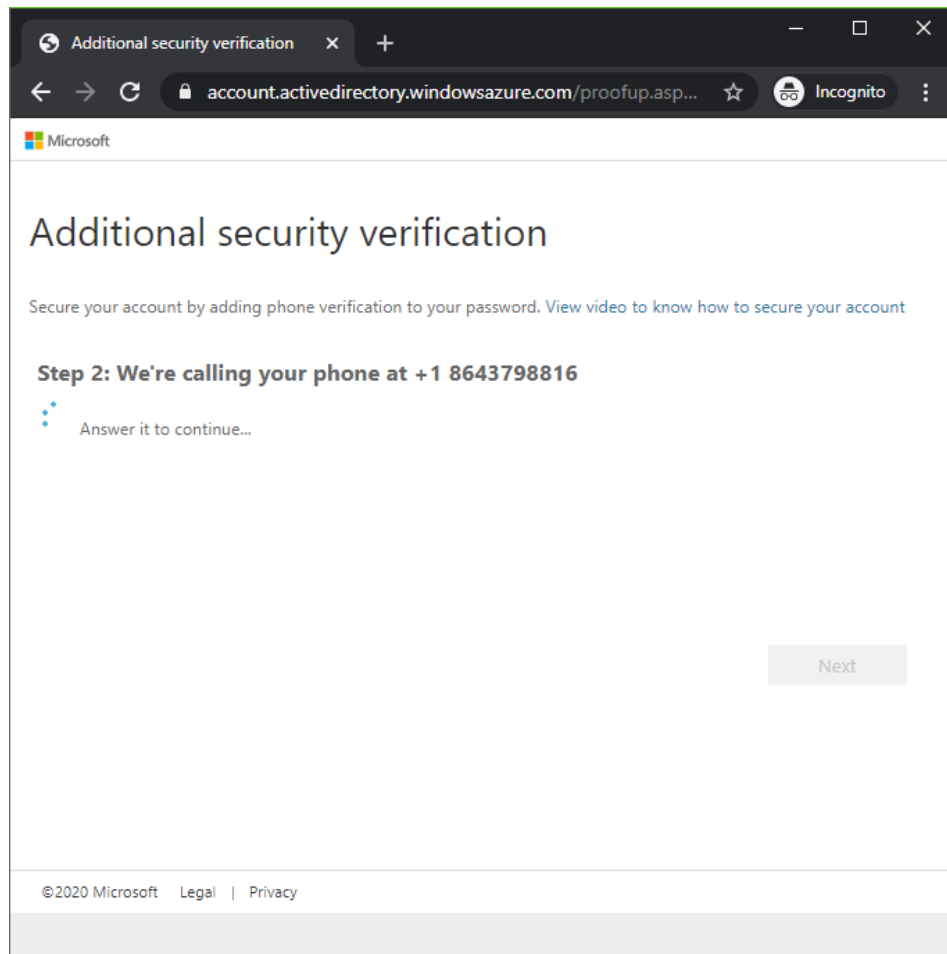 Additional security verification
account.activedirectory.windowsazure.com/proofup.asp... Incognito
Microsoft
Additional security verification
Secure your account by adding phone verification to your password. View video to know how to secure your account
Step 2: We're calling your phone at +1 8643798816
Answer it to continue...
Next
©2020 Microsoft Legal | Privacy